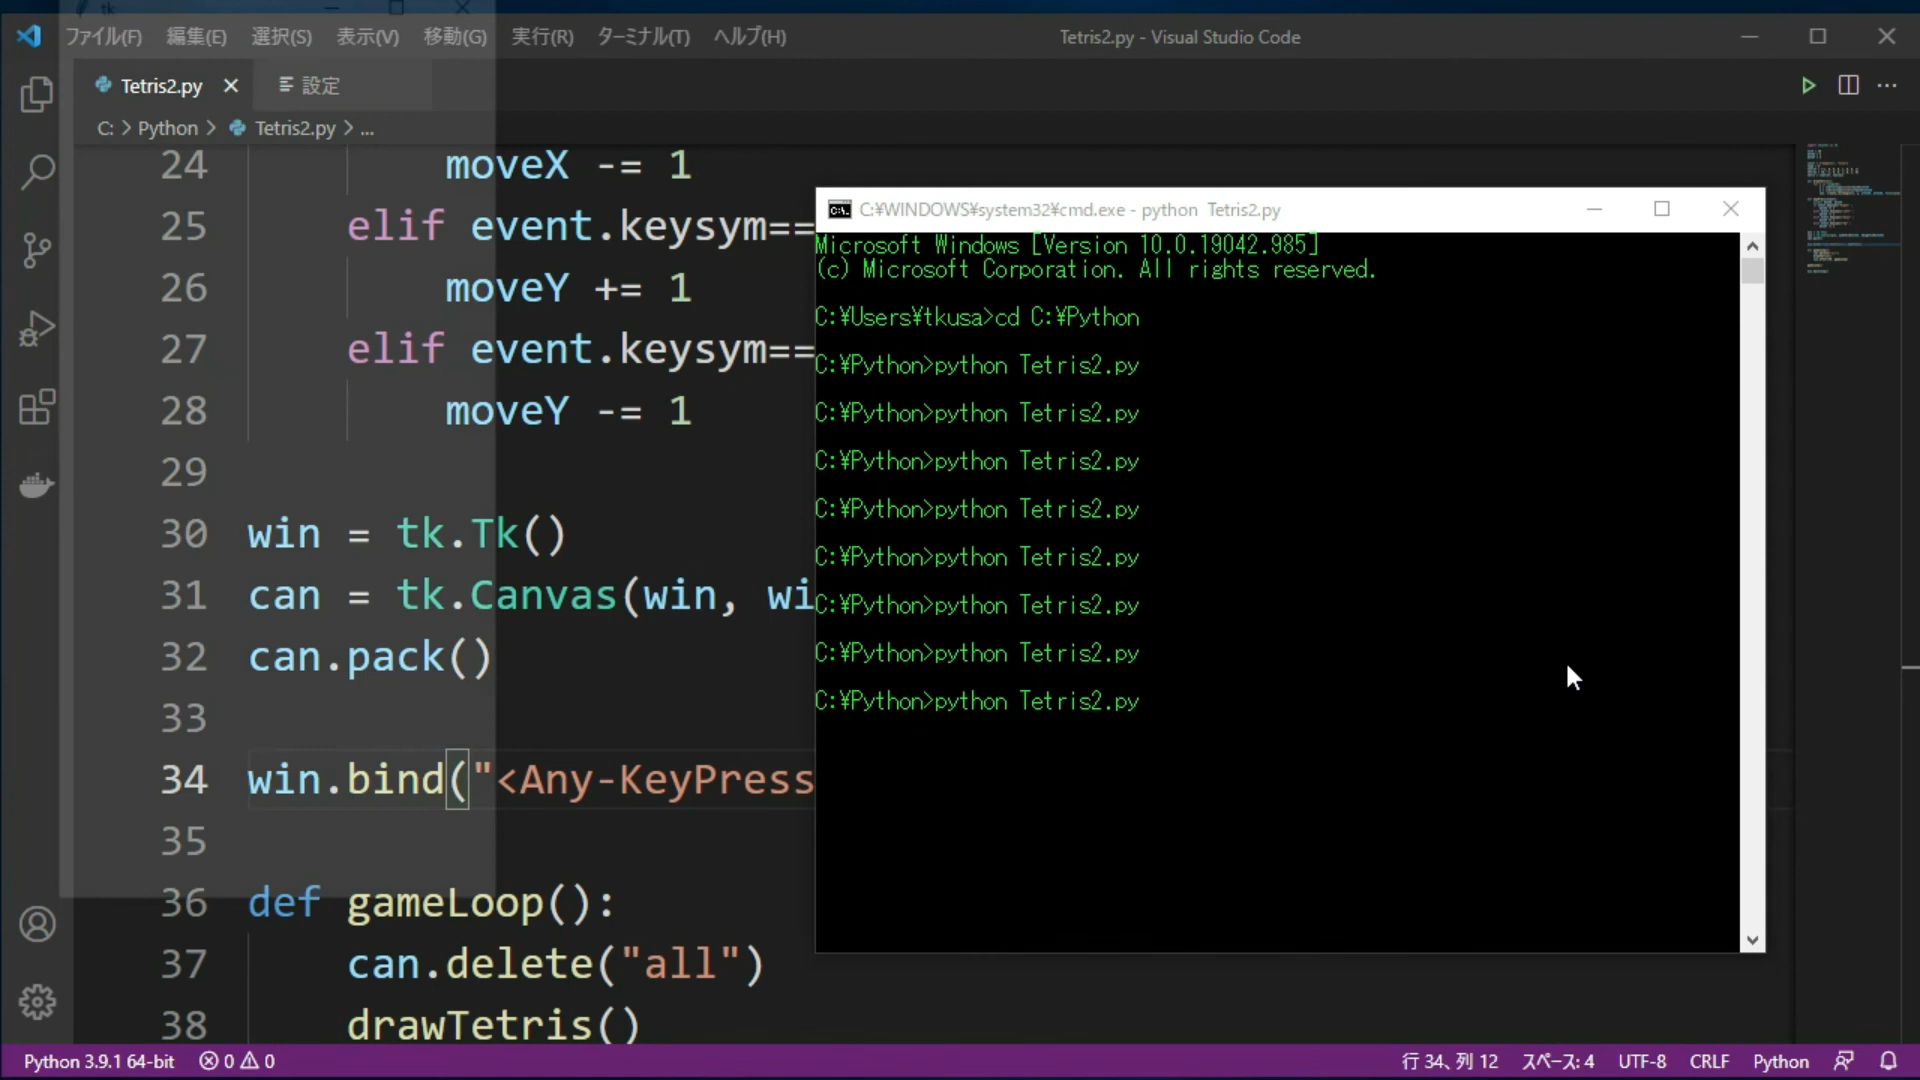 tk
ファイル(F) 編集(E) 選択(S) 表示(V) 移動(G) 実行(R) ターミナル(T) ヘルプ(H) Tetris2.py - Visual Studio Code
Tetris2.py 設定
C: > Python > Tetris2.py > ...
24 moveX -= 1
25 elif event.keysym==
26 moveY += 1
27 elif event.keysym==
28 moveY -= 1
29
30 win = tk.Tk()
31 can = tk.Canvas(win, wi
32 can.pack()
33
34 win.bind("<Any-KeyPress
35
36 def gameLoop():
37 can.delete("all")
38 drawTetris()
C:¥WINDOWS¥system32¥cmd.exe - python Tetris2.py
Microsoft Windows [Version 10.0.19042.985]
(c) Microsoft Corporation. All rights reserved.
C:¥Users¥tkusa>cd C:¥Python
C:¥Python>python Tetris2.py
C:¥Python>python Tetris2.py
C:¥Python>python Tetris2.py
C:¥Python>python Tetris2.py
C:¥Python>python Tetris2.py
C:¥Python>python Tetris2.py
C:¥Python>python Tetris2.py
C:¥Python>python Tetris2.py
Python 3.9.1 64-bit 0 0 行 34、列 12 スペース: 4 UTF-8 CRLF Python